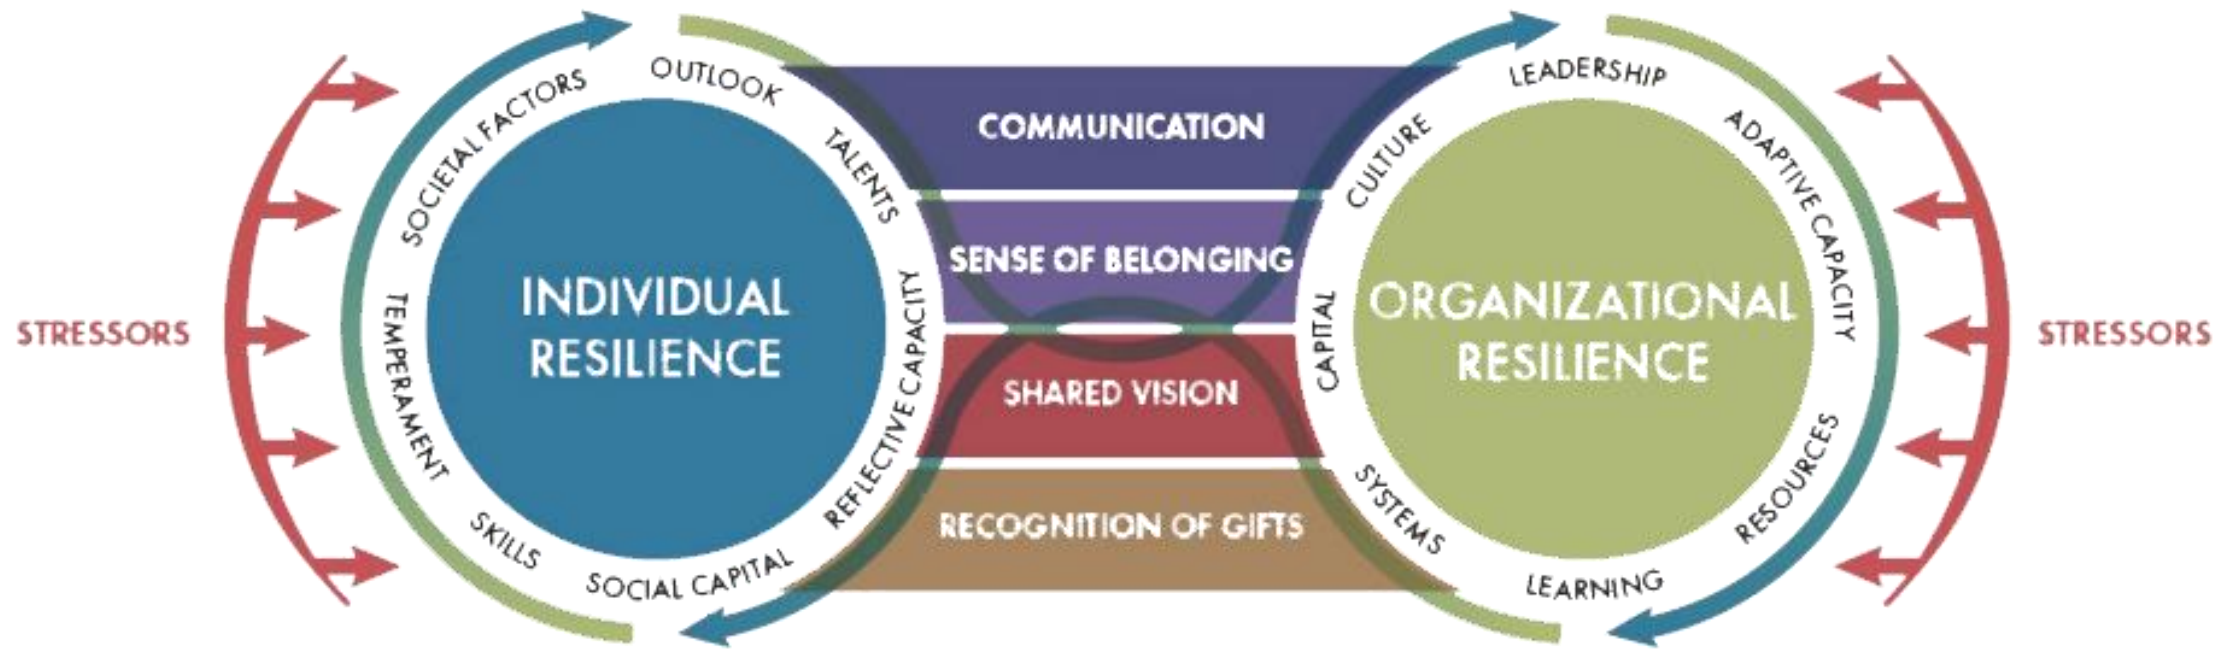 STRESSORS
SOCIETAL FACTORS
OUTLOOK
TALENTS
REFLECTIVE CAPACITY
SOCIAL CAPITAL
SKILLS
TEMPERAMENT
INDIVIDUAL
RESILIENCE
COMMUNICATION
SENSE OF BELONGING
SHARED VISION
RECOGNITION OF GIFTS
CULTURE
LEADERSHIP
ADAPTIVE CAPACITY
RESOURCES
LEARNING
SYSTEMS
CAPITAL
ORGANIZATIONAL
RESILIENCE
STRESSORS